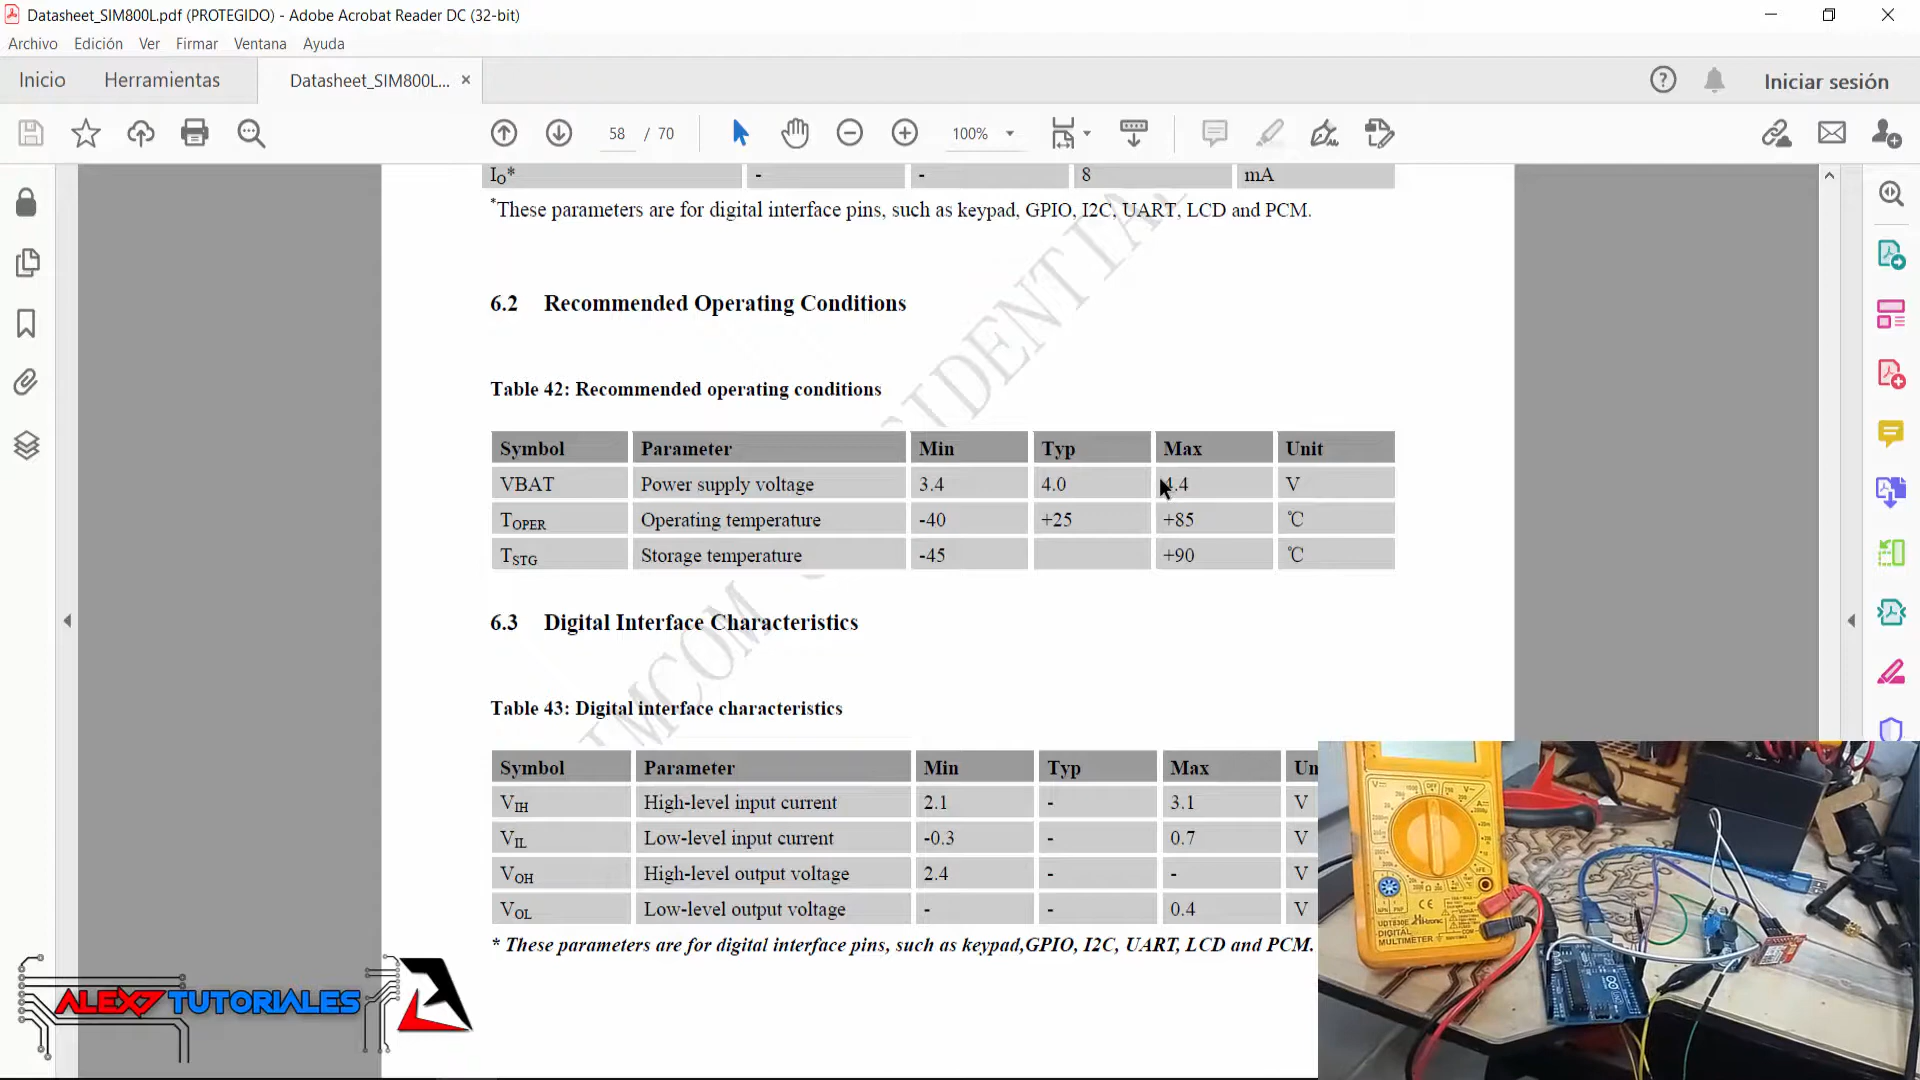 Datasheet_SIM800L.pdf (PROTEGIDO) - Adobe Acrobat Reader DC (32-bit)
Archivo Edición Ver Firmar Ventana Ayuda
Inicio Herramientas Datasheet_SIM800L... × Iniciar sesión
58 / 70 100%
IO* - - 8 mA
*These parameters are for digital interface pins, such as keypad, GPIO, I2C, UART, LCD and PCM.
6.2 Recommended Operating Conditions
Table 42: Recommended operating conditions
Symbol Parameter Min Typ Max Unit
VBAT Power supply voltage 3.4 4.0 .4 V
TOPER Operating temperature -40 +25 +85 ℃
TSTG Storage temperature -45 +90 ℃
6.3 Digital Interface Characteristics
Table 43: Digital interface characteristics
Symbol Parameter Min Typ Max Un
VIH High-level input current 2.1 - 3.1 V
VIL Low-level input current -0.3 - 0.7 V
VOH High-level output voltage 2.4 - - V
VOL Low-level output voltage - - 0.4 V
* These parameters are for digital interface pins, such as keypad,GPIO, I2C, UART, LCD and PCM.
ALEX7 TUTORIALES
DIGITAL
MULTIMETER